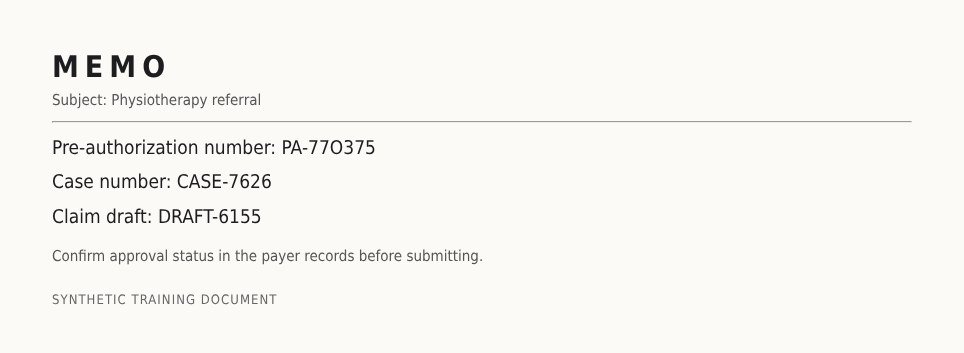 MEMO
Subject: Physiotherapy referral
Pre-authorization number: PA-77O375
Case number: CASE-7626
Claim draft: DRAFT-6155
Confirm approval status in the payer records before submitting.
SYNTHETIC TRAINING DOCUMENT